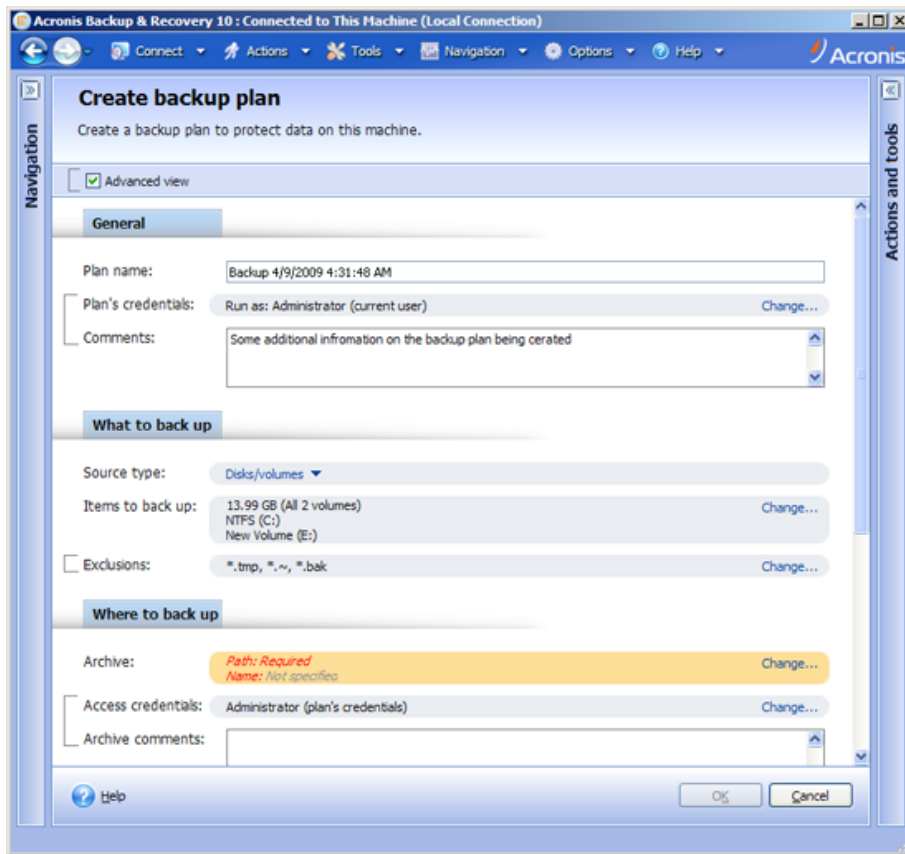 Acronis Backup & Recovery 10 : Connected to This Machine (Local Connection)
Connect Actions Tools Navigation Options Help Acronis
Navigation
Actions and tools
Create backup plan
Create a backup plan to protect data on this machine.
Advanced view
General
Plan name: Backup 4/9/2009 4:31:48 AM
Plan's credentials: Run as: Administrator (current user) Change...
Comments: Some additional infromation on the backup plan being cerated
What to back up
Source type: Disks/volumes
Items to back up: 13.99 GB (All 2 volumes) Change...
NTFS (C:)
New Volume (E:)
Exclusions: *.tmp, *.~, *.bak Change...
Where to back up
Archive: Path: Required Change...
Name: Not specified
Access credentials: Administrator (plan's credentials) Change...
Archive comments:
Help OK Cancel